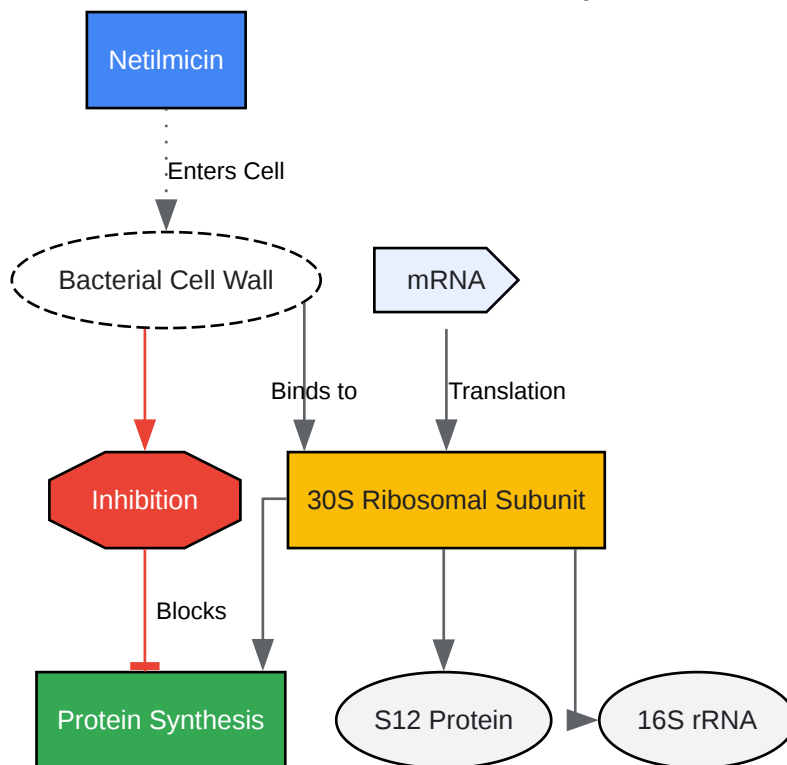 Netilmicin
Enters Cell
Bacterial Cell Wall
mRNA
Binds to
Translation
Inhibition
30S Ribosomal Subunit
Blocks
Protein Synthesis
S12 Protein
16S rRNA